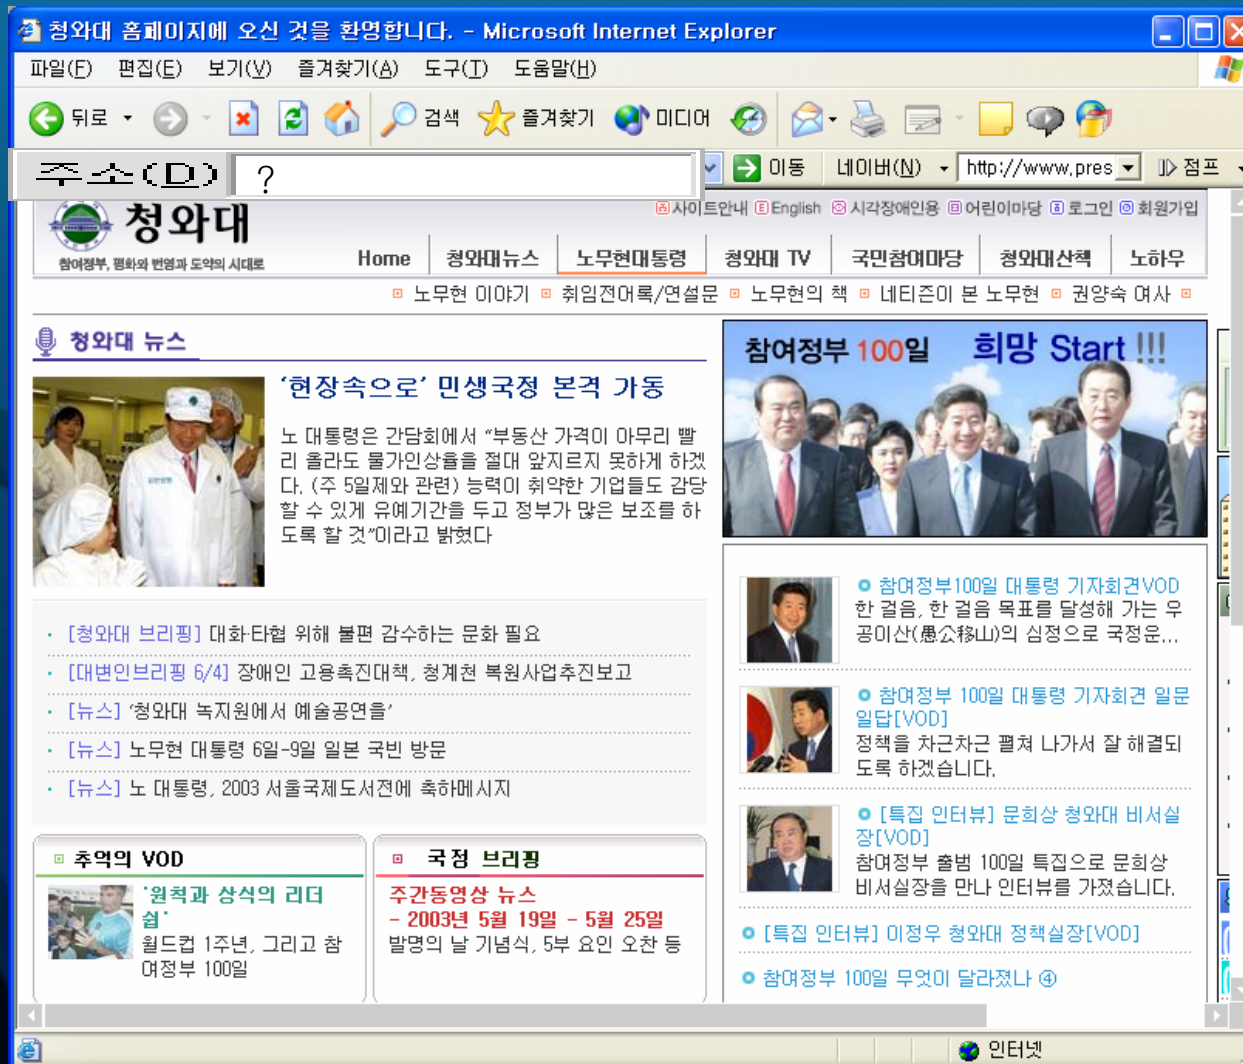 청와대 홈페이지에 오신 것을 환영합니다. - Microsoft Internet Explorer
파일(F) 편집(E) 보기(V) 즐겨찾기(A) 도구(T) 도움말(H)
뒤로 검색 즐겨찾기 미디어
주소(D) ? 이동 네이버(N) http://www.pres 점프
사이트안내 English 시각장애인용 어린이마당 로그인 회원가입
청와대
참여정부, 평화와 번영과 도약의 시대로
Home 청와대뉴스 노무현대통령 청와대 TV 국민참여마당 청와대산책 노하우
노무현 이야기 취임전어록/연설문 노무현의 책 네티즌이 본 노무현 권양숙 여사
청와대 뉴스
'현장속으로' 민생국정 본격 가동
노 대통령은 간담회에서 "부동산 가격이 아무리 빨
리 올라도 물가인상율을 절대 앞지르지 못하게 하겠
다. (주 5일제와 관련) 능력이 취약한 기업들도 감당
할 수 있게 유예기간을 두고 정부가 많은 보조를 하
도록 할 것"이라고 밝혔다
· [청와대 브리핑] 대화·타협 위해 불편 감수하는 문화 필요
· [대변인브리핑 6/4] 장애인 고용촉진대책, 청계천 복원사업추진보고
· [뉴스] '청와대 녹지원에서 예술공연을'
· [뉴스] 노무현 대통령 6일-9일 일본 국빈 방문
· [뉴스] 노 대통령, 2003 서울국제도서전에 축하메시지
추억의 VOD
'원칙과 상식의 리더
쉽'
월드컵 1주년, 그리고 참
여정부 100일
국정 브리핑
주간동영상 뉴스
- 2003년 5월 19일 - 5월 25일
발명의 날 기념식, 5부 요인 오찬 등
참여정부 100일 희망 Start !!!
참여정부100일 대통령 기자회견VOD
한 걸음, 한 걸음 목표를 달성해 가는 우
공이산(愚公移山)의 심정으로 국정운...
참여정부 100일 대통령 기자회견 일문
일답[VOD]
정책을 차근차근 펼쳐 나가서 잘 해결되
도록 하겠습니다.
[특집 인터뷰] 문희상 청와대 비서실
장[VOD]
참여정부 출범 100일 특집으로 문희상
비서실장을 만나 인터뷰를 가졌습니다.
[특집 인터뷰] 이정우 청와대 정책실장[VOD]
참여정부 100일 무엇이 달라졌나 ④
인터넷